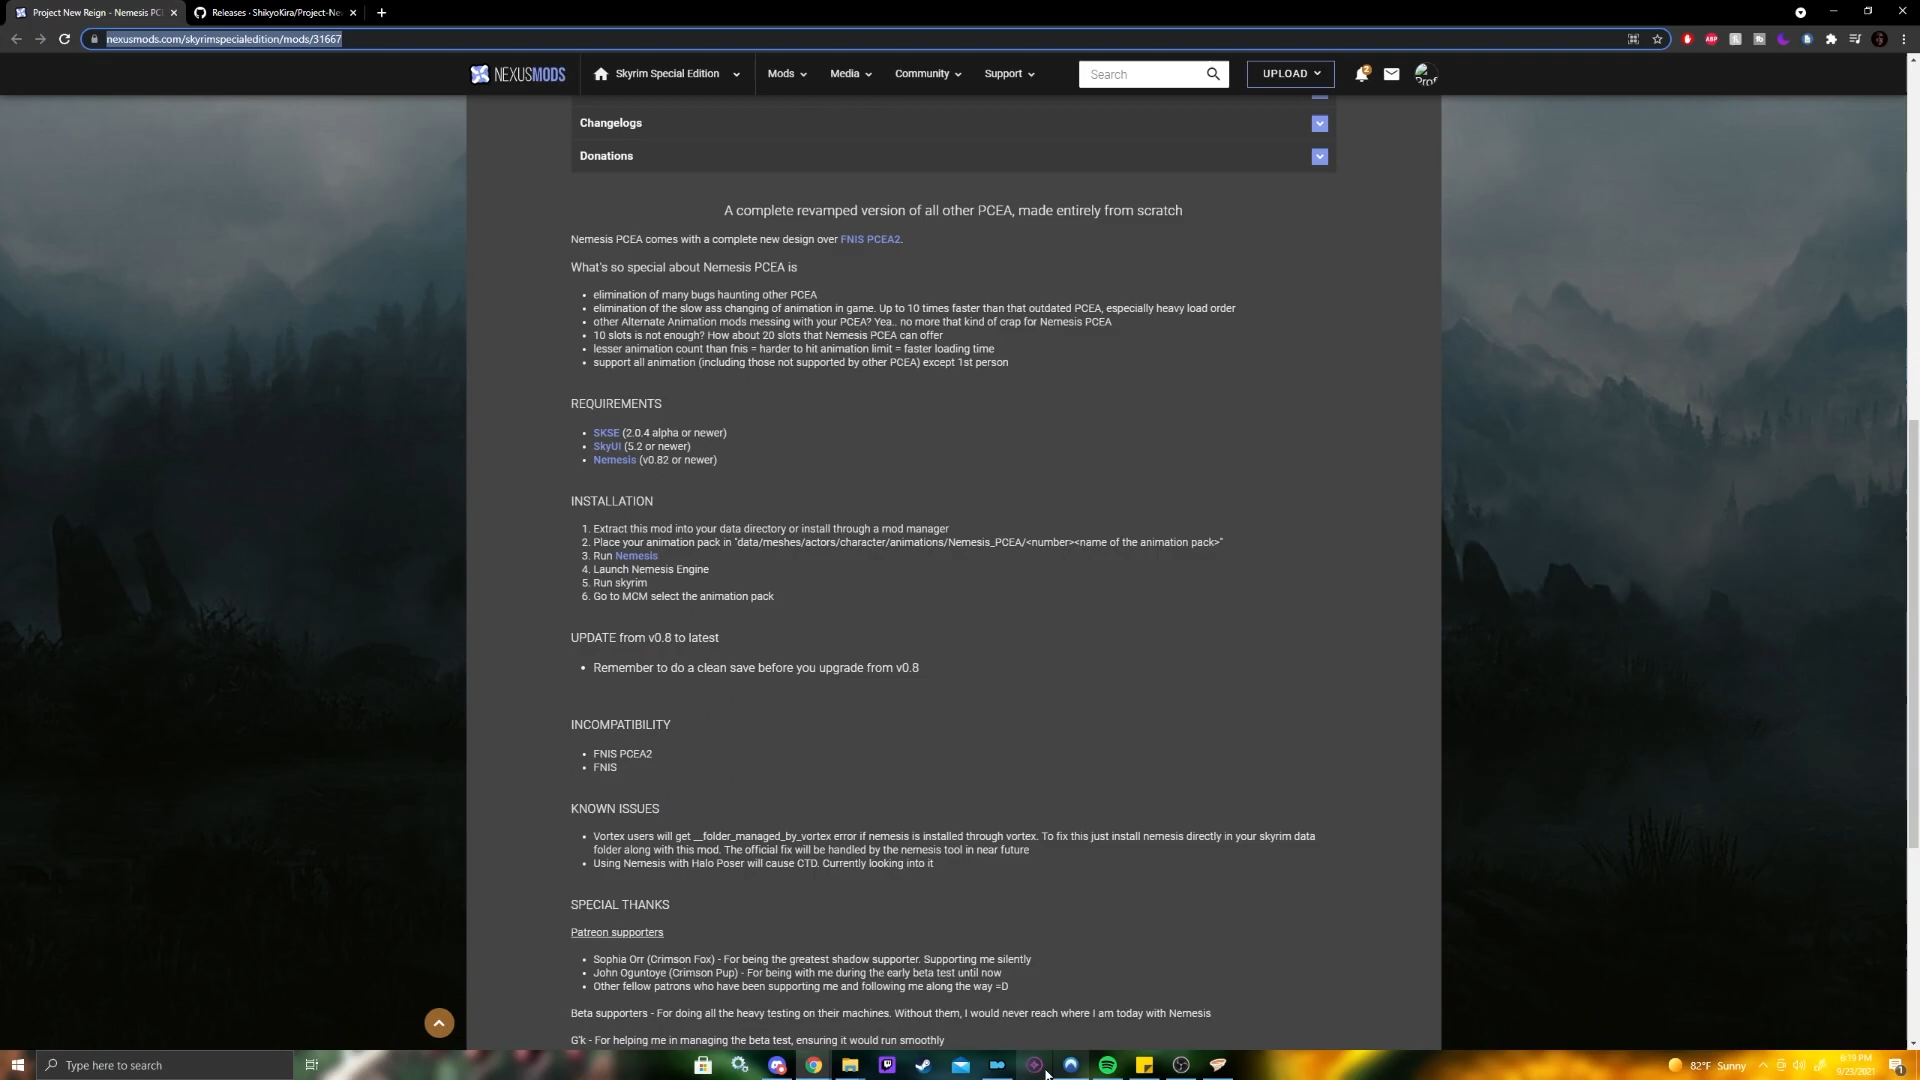 Project New Reign - Nemesis PC
Releases · ShikyoKira/Project-Ne
nexusmods.com/skyrimspecialedition/mods/31667
ABP
NEXUSMODS
Skyrim Special Edition
Mods
Media
Community
Support
Search
UPLOAD
2
Prof
Changelogs
Donations
A complete revamped version of all other PCEA, made entirely from scratch
Nemesis PCEA comes with a complete new design over FNIS PCEA2.
What's so special about Nemesis PCEA is
• elimination of many bugs haunting other PCEA
• elimination of the slow ass changing of animation in game. Up to 10 times faster than that outdated PCEA, especially heavy load order
• other Alternate Animation mods messing with your PCEA? Yea.. no more that kind of crap for Nemesis PCEA
• 10 slots is not enough? How about 20 slots that Nemesis PCEA can offer
• lesser animation count than fnis = harder to hit animation limit = faster loading time
• support all animation (including those not supported by other PCEA) except 1st person
REQUIREMENTS
• SKSE (2.0.4 alpha or newer)
• SkyUI (5.2 or newer)
• Nemesis (v0.82 or newer)
INSTALLATION
1. Extract this mod into your data directory or install through a mod manager
2. Place your animation pack in "data/meshes/actors/character/animations/Nemesis_PCEA/<number><name of the animation pack>"
3. Run Nemesis
4. Launch Nemesis Engine
5. Run skyrim
6. Go to MCM select the animation pack
UPDATE from v0.8 to latest
• Remember to do a clean save before you upgrade from v0.8
INCOMPATIBILITY
• FNIS PCEA2
• FNIS
KNOWN ISSUES
• Vortex users will get __folder_managed_by_vortex error if nemesis is installed through vortex. To fix this just install nemesis directly in your skyrim data
folder along with this mod. The official fix will be handled by the nemesis tool in near future
• Using Nemesis with Halo Poser will cause CTD. Currently looking into it
SPECIAL THANKS
Patreon supporters
• Sophia Orr (Crimson Fox) - For being the greatest shadow supporter. Supporting me silently
• John Oguntoye (Crimson Pup) - For being with me during the early beta test until now
• Other fellow patrons who have been supporting me and following me along the way =D
Beta supporters - For doing all the heavy testing on their machines. Without them, I would never reach where I am today with Nemesis
G'k - For helping me in managing the beta test, ensuring it would run smoothly
Type here to search
82°F Sunny
6:19 PM
9/23/2021
1